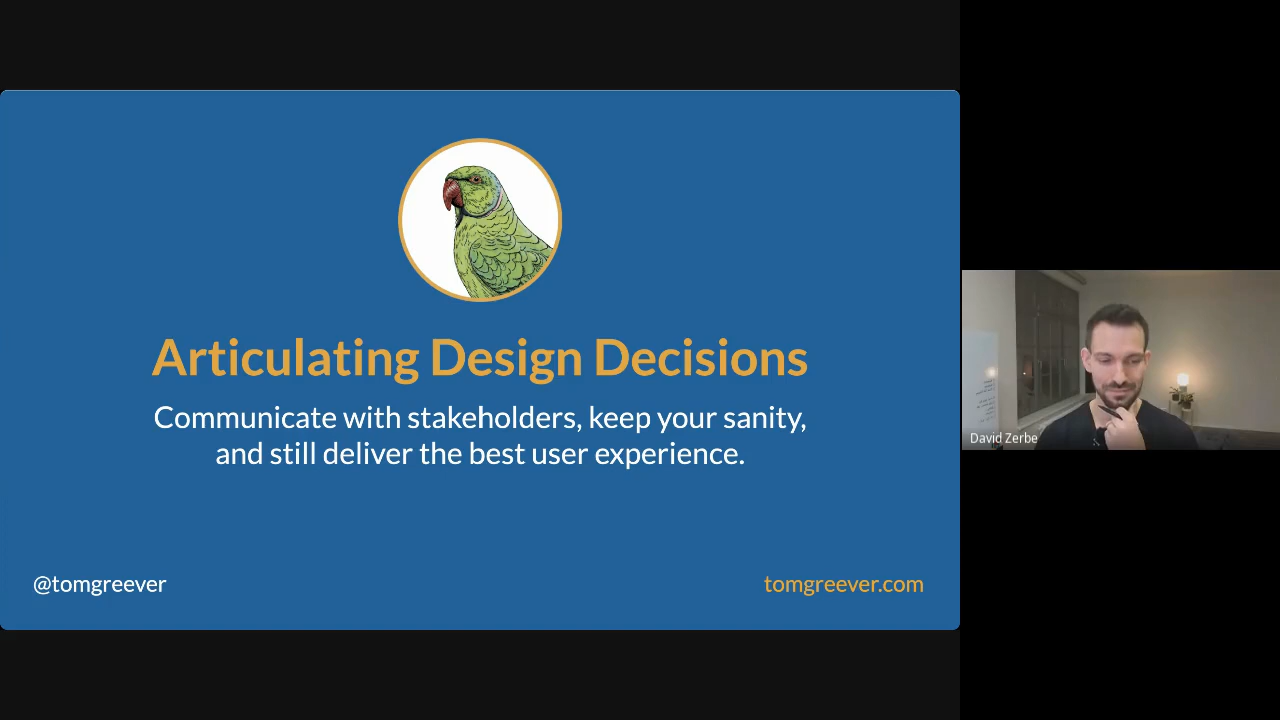 Articulating Design Decisions
Communicate with stakeholders, keep your sanity,
and still deliver the best user experience.
@tomgreever
tomgreever.com
David Zerbe